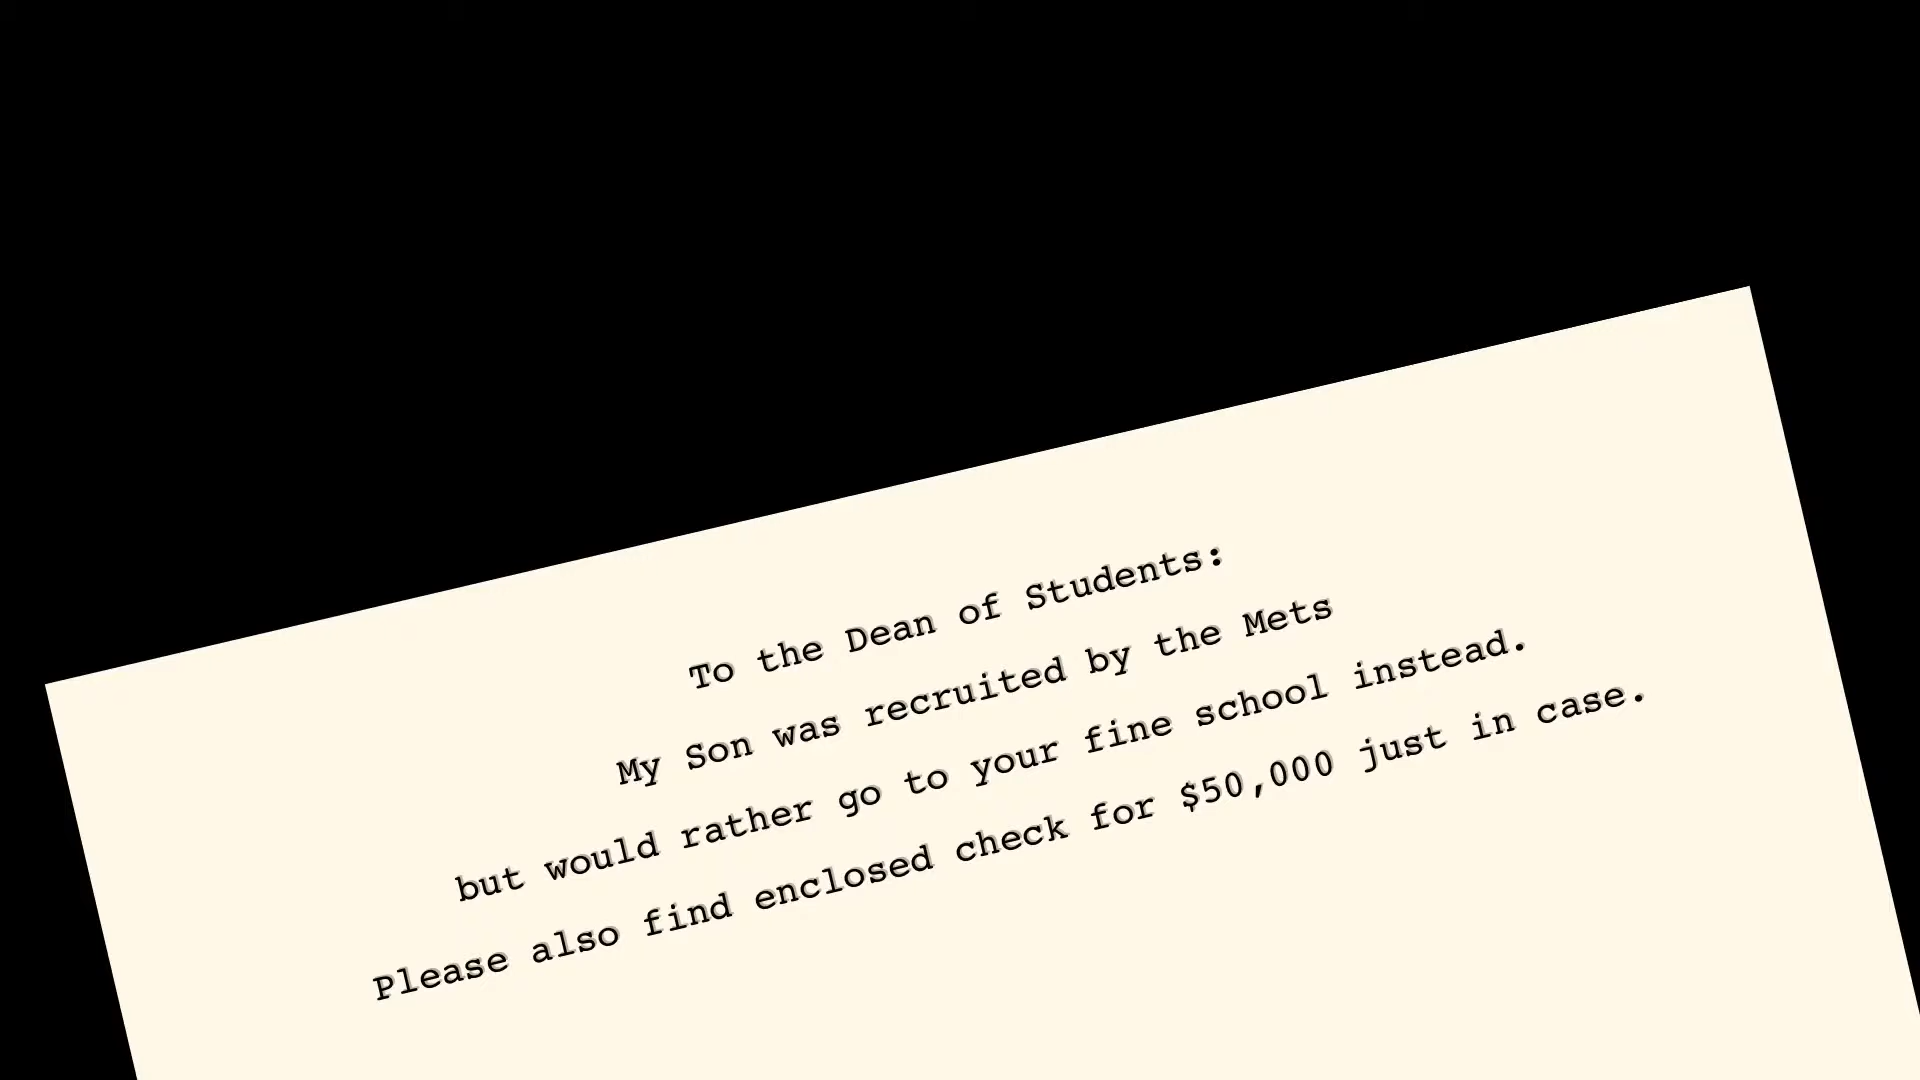 To the Dean of Students:
My Son was recruited by the Mets
but would rather go to your fine school instead.
Please also find enclosed check for $50,000 just in case.